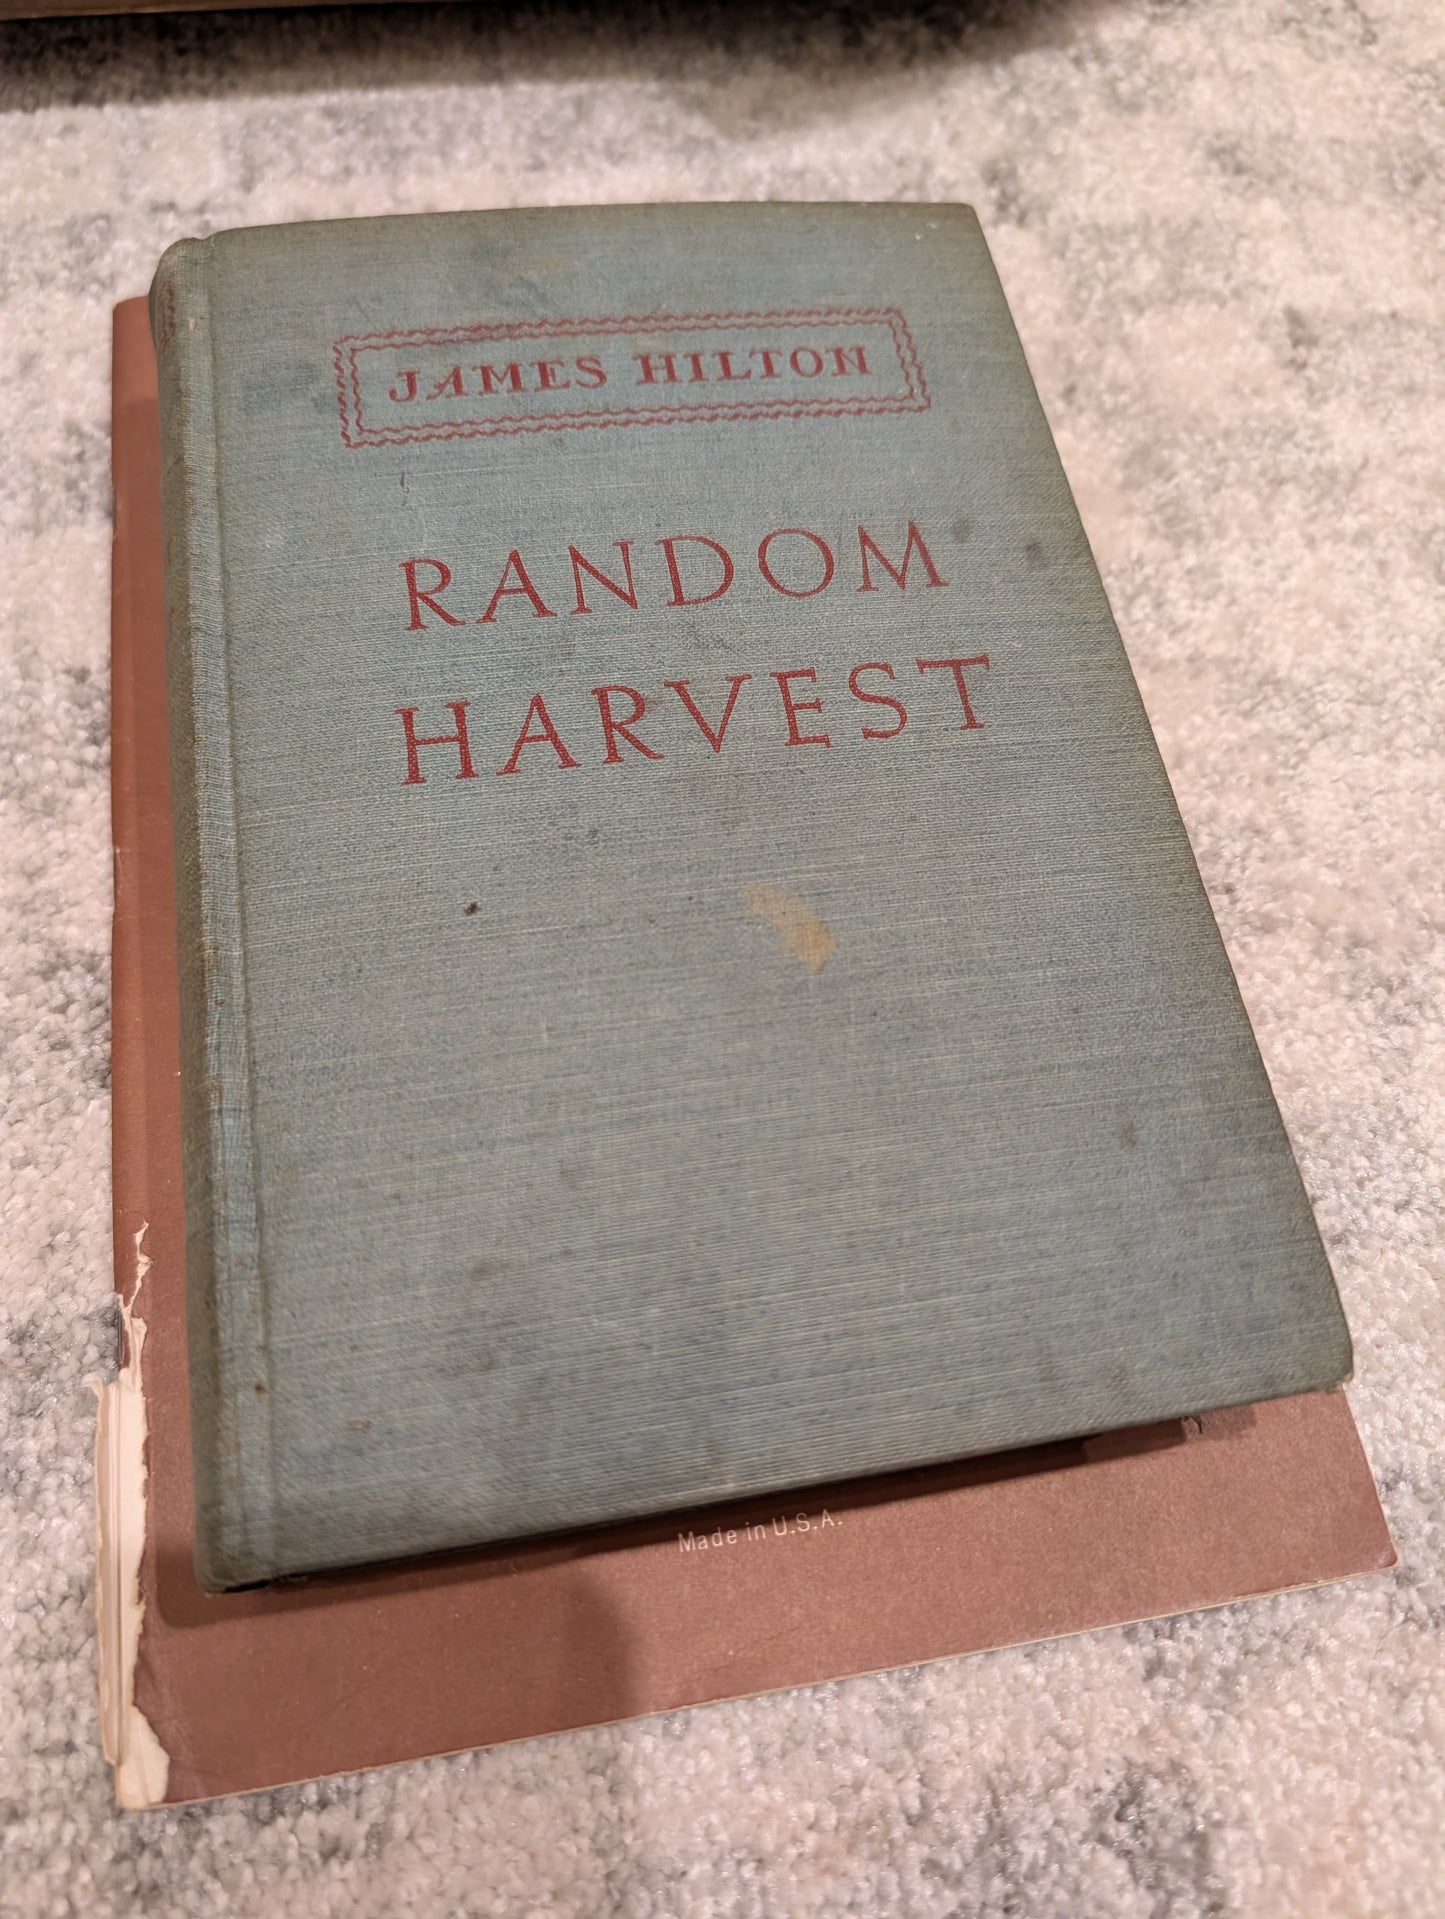 JAMES HILTON
RANDOM
HARVEST
Made in U.S.A.